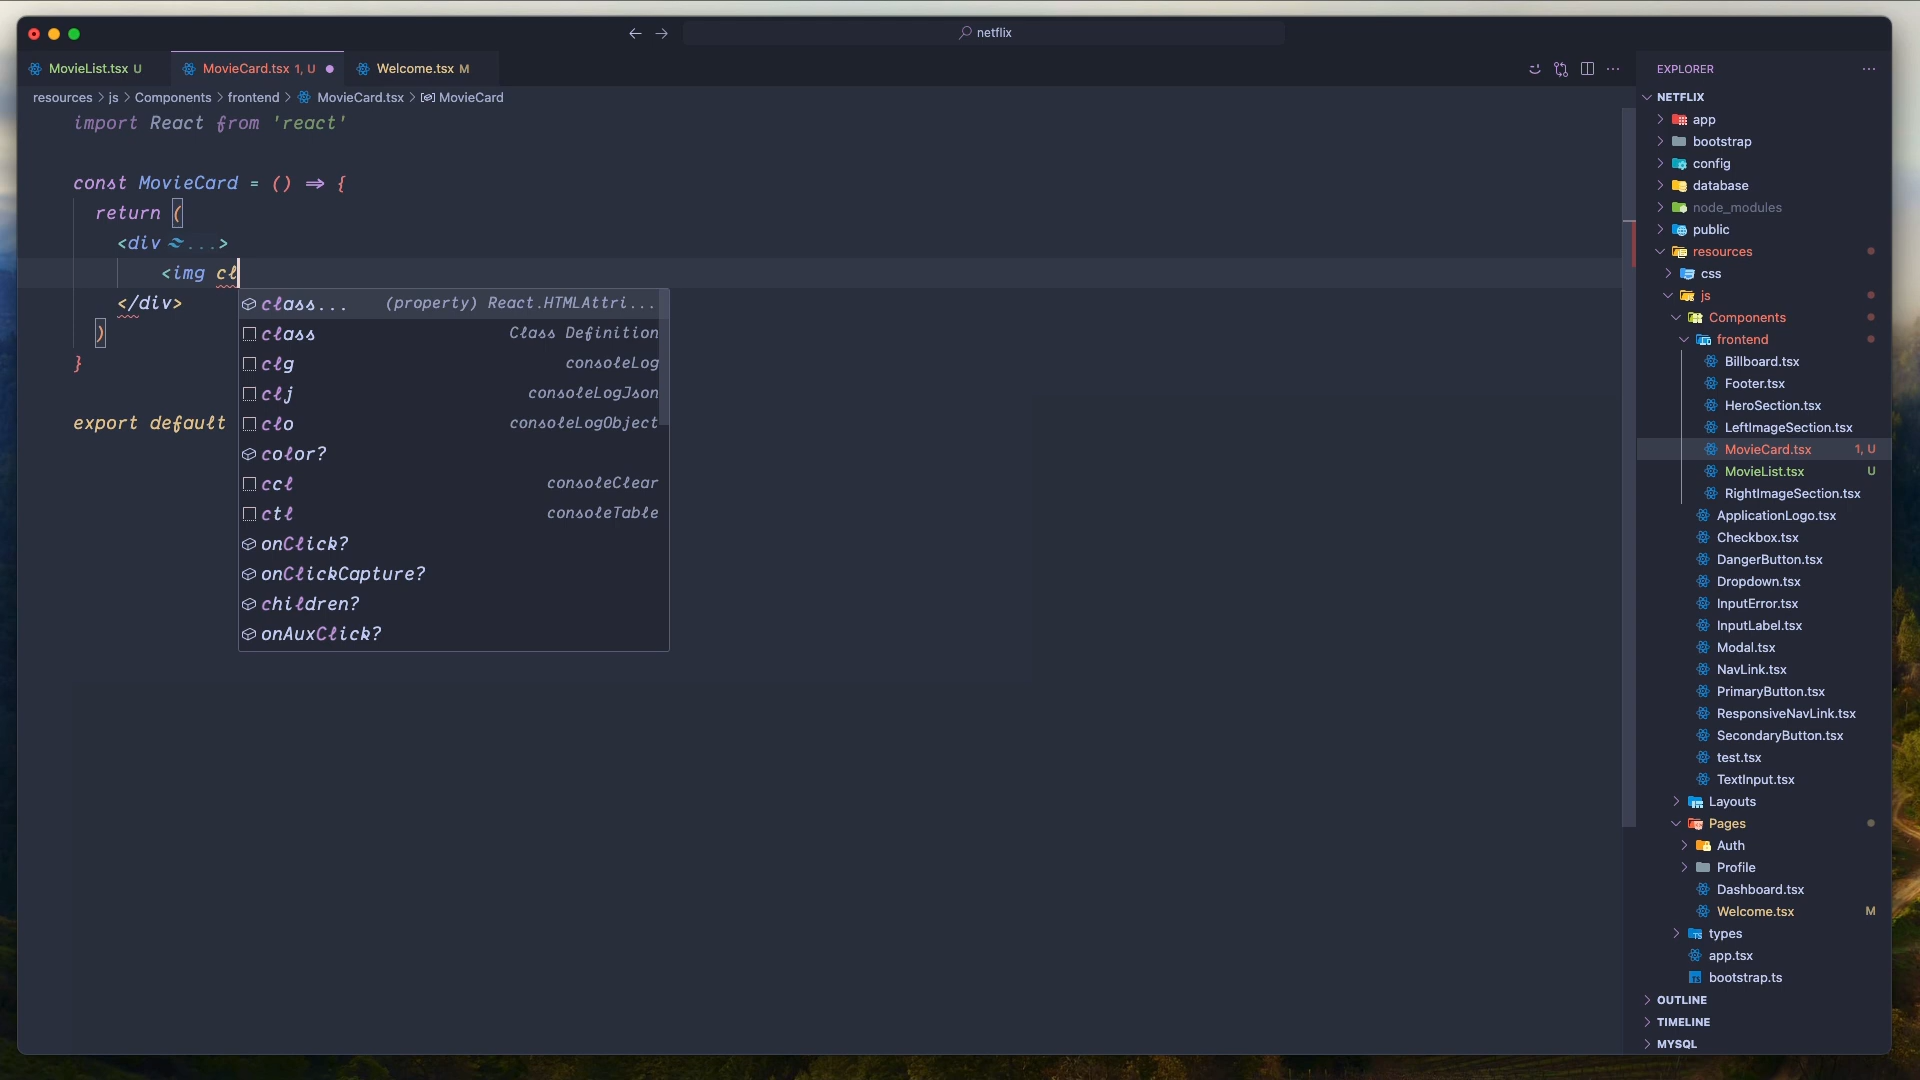 netflix
MovieList.tsx U
MovieCard.tsx 1, U
Welcome.tsx M
resources > js > Components > frontend > MovieCard.tsx > MovieCard
import React from 'react'
const MovieCard = () => {
return (
<div ...>
<img cl
</div>
)
}
export default
class... (property) React.HTMLAttri...
class Class Definition
clg consoleLog
clj consoleLogJson
clo consoleLogObject
color?
ccl consoleClear
ctl consoleTable
onClick?
onClickCapture?
children?
onAuxClick?
EXPLORER
NETFLIX
app
bootstrap
config
database
node_modules
public
resources
css
js
Components
frontend
Billboard.tsx
Footer.tsx
HeroSection.tsx
LeftImageSection.tsx
MovieCard.tsx 1, U
MovieList.tsx U
RightImageSection.tsx
ApplicationLogo.tsx
Checkbox.tsx
DangerButton.tsx
Dropdown.tsx
InputError.tsx
InputLabel.tsx
Modal.tsx
NavLink.tsx
PrimaryButton.tsx
ResponsiveNavLink.tsx
SecondaryButton.tsx
test.tsx
TextInput.tsx
Layouts
Pages
Auth
Profile
Dashboard.tsx
Welcome.tsx M
types
app.tsx
bootstrap.ts
OUTLINE
TIMELINE
MYSQL